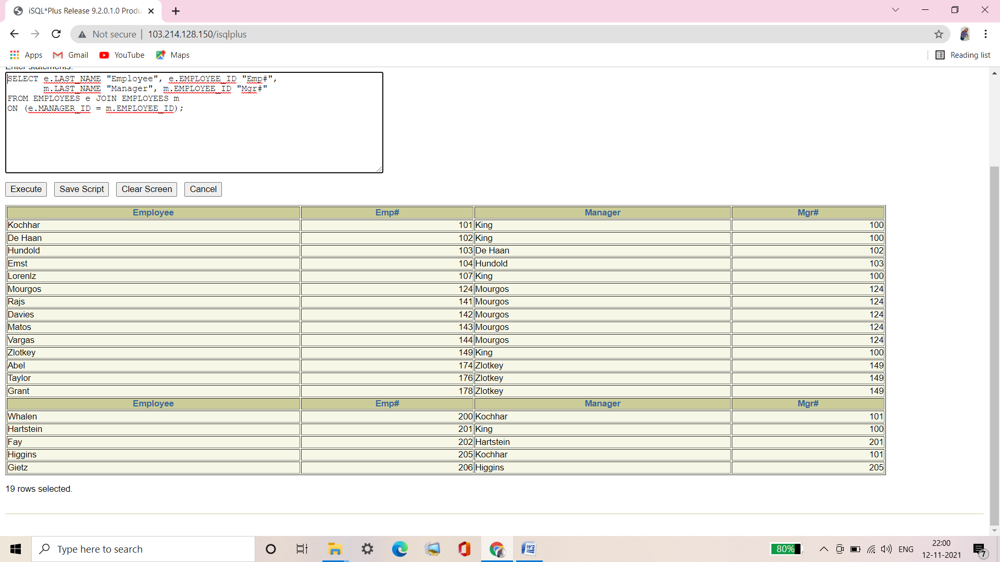 iSQL*Plus Release 9.2.0.1.0 Produ
Not secure | 103.214.128.150/isqlplus
Apps Gmail YouTube Maps Reading list
Enter statements:
SELECT e.LAST_NAME "Employee", e.EMPLOYEE_ID "Emp#",
m.LAST_NAME "Manager", m.EMPLOYEE_ID "Mgr#"
FROM EMPLOYEES e JOIN EMPLOYEES m
ON (e.MANAGER_ID = m.EMPLOYEE_ID);
Execute Save Script Clear Screen Cancel
Employee Emp# Manager Mgr#
Kochhar 101 King 100
De Haan 102 King 100
Hundold 103 De Haan 102
Ernst 104 Hundold 103
Lorenlz 107 King 100
Mourgos 124 Mourgos 124
Rajs 141 Mourgos 124
Davies 142 Mourgos 124
Matos 143 Mourgos 124
Vargas 144 Mourgos 124
Zlotkey 149 King 100
Abel 174 Zlotkey 149
Taylor 176 Zlotkey 149
Grant 178 Zlotkey 149
Employee Emp# Manager Mgr#
Whalen 200 Kochhar 101
Hartstein 201 King 100
Fay 202 Hartstein 201
Higgins 205 Kochhar 101
Gietz 206 Higgins 205
19 rows selected.
Type here to search
80%
ENG
22:00
12-11-2021
7